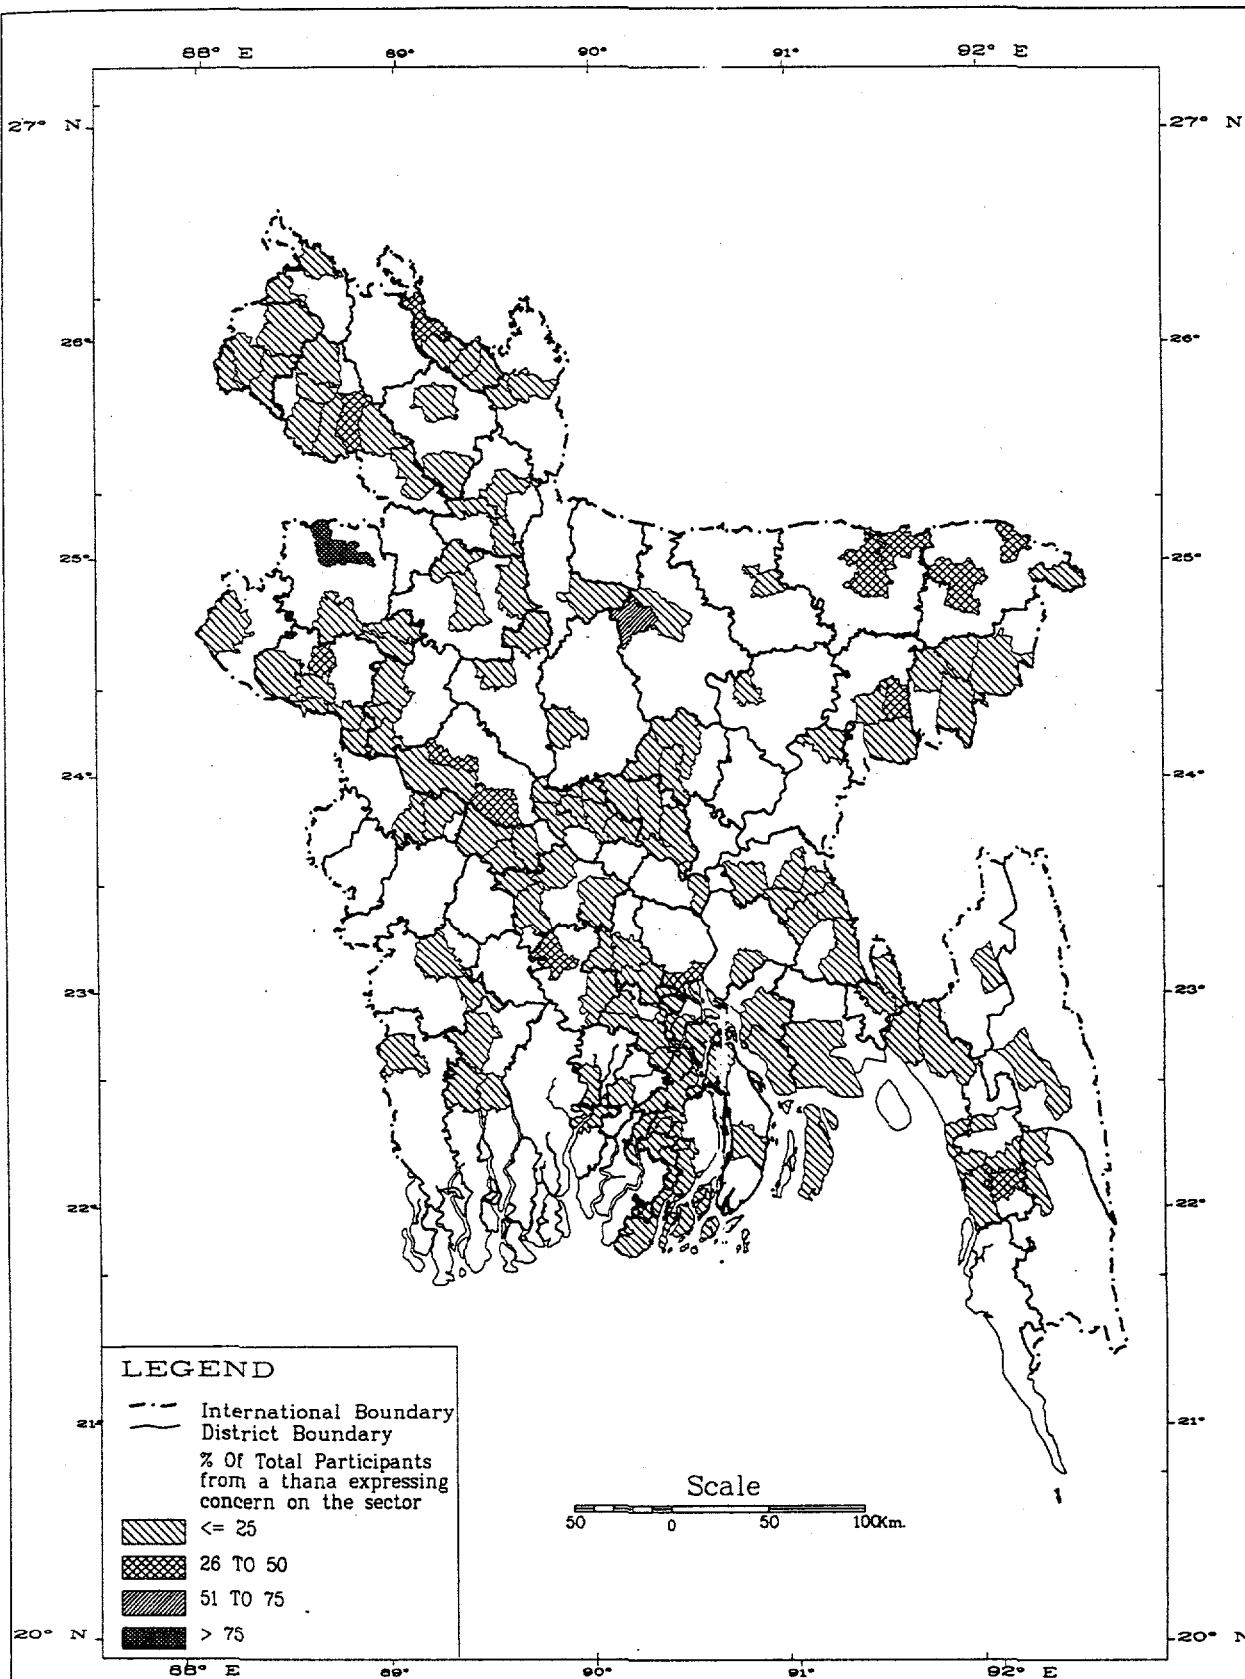 88° E 89° 90° 91° 92° E
27° N 27° N
26° 26°
25° 25°
24° 24°
23° 23°
22° 22°
LEGEND
International Boundary
District Boundary
21° 21°
% Of Total Participants
from a thana expressing
concern on the sector
Scale
50 0 50 100Km.
<= 25
26 TO 50
51 TO 75
> 75
20° N 20° N
88° E 89° 90° 91° 92° E